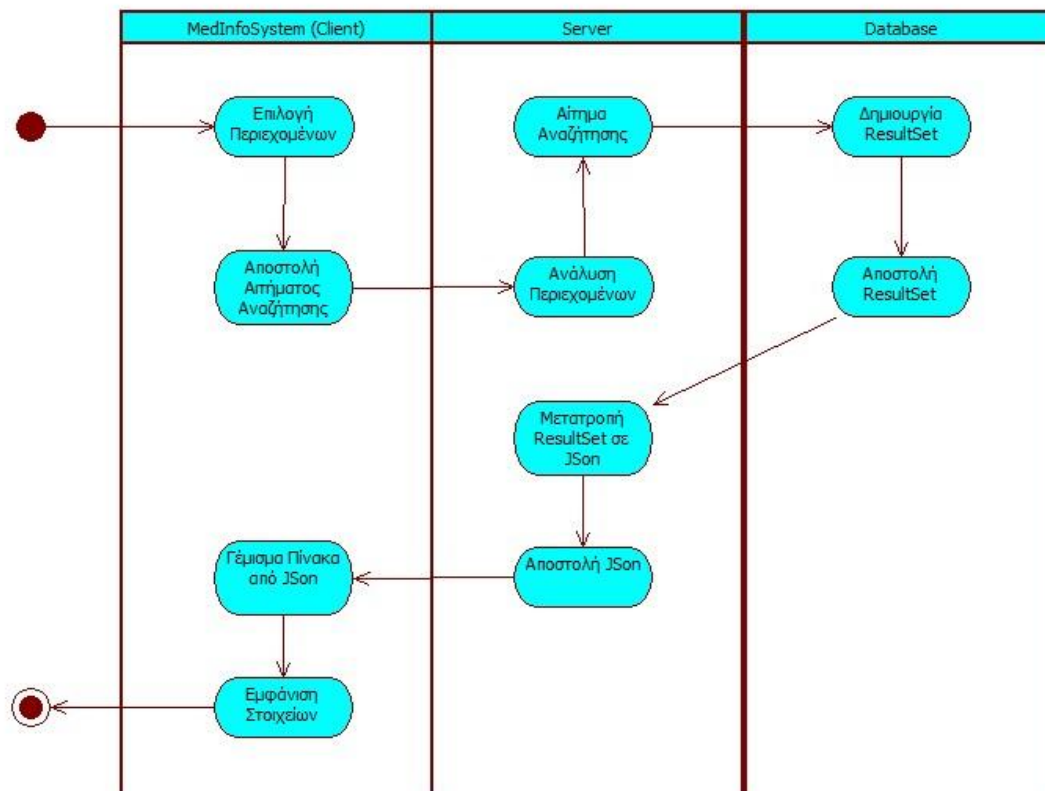 MedInfoSystem (Client)
Server
Database
Επιλογή
Περιεχομένων
Αίτημα
Αναζήτησης
Δημιουργία
ResultSet
Αποστολή
Αιτήματος
Αναζήτησης
Ανάλυση
Περιεχομένων
Αποστολή
ResultSet
Μετατροπή
ResultSet σε
JSon
Γέμισμα Πίνακα
από JSon
Αποστολή JSon
Εμφάνιση
Στοιχείων